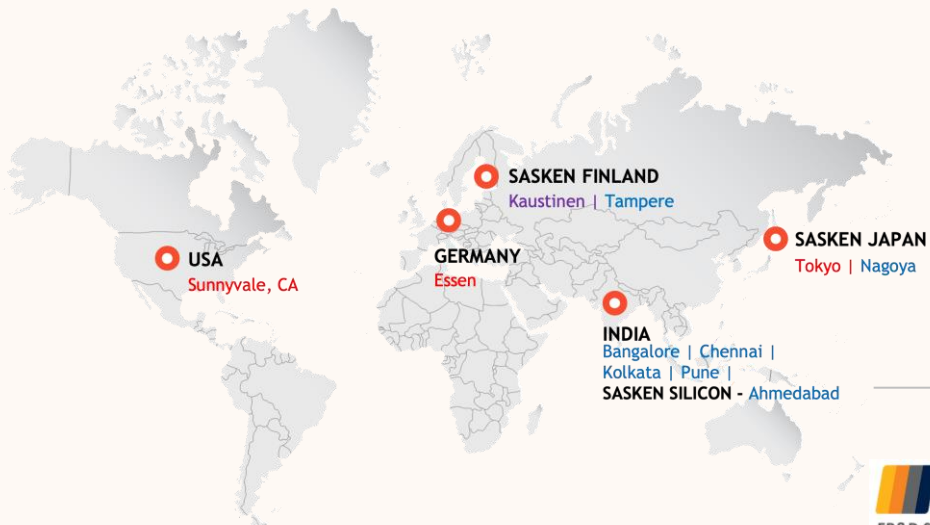 SASKEN FINLAND
Kaustinen | Tampere
GERMANY
Essen
USA
Sunnyvale, CA
SASKEN JAPAN
Tokyo | Nagoya
INDIA
Bangalore | Chennai |
Kolkata | Pune |
SASKEN SILICON - Ahmedabad